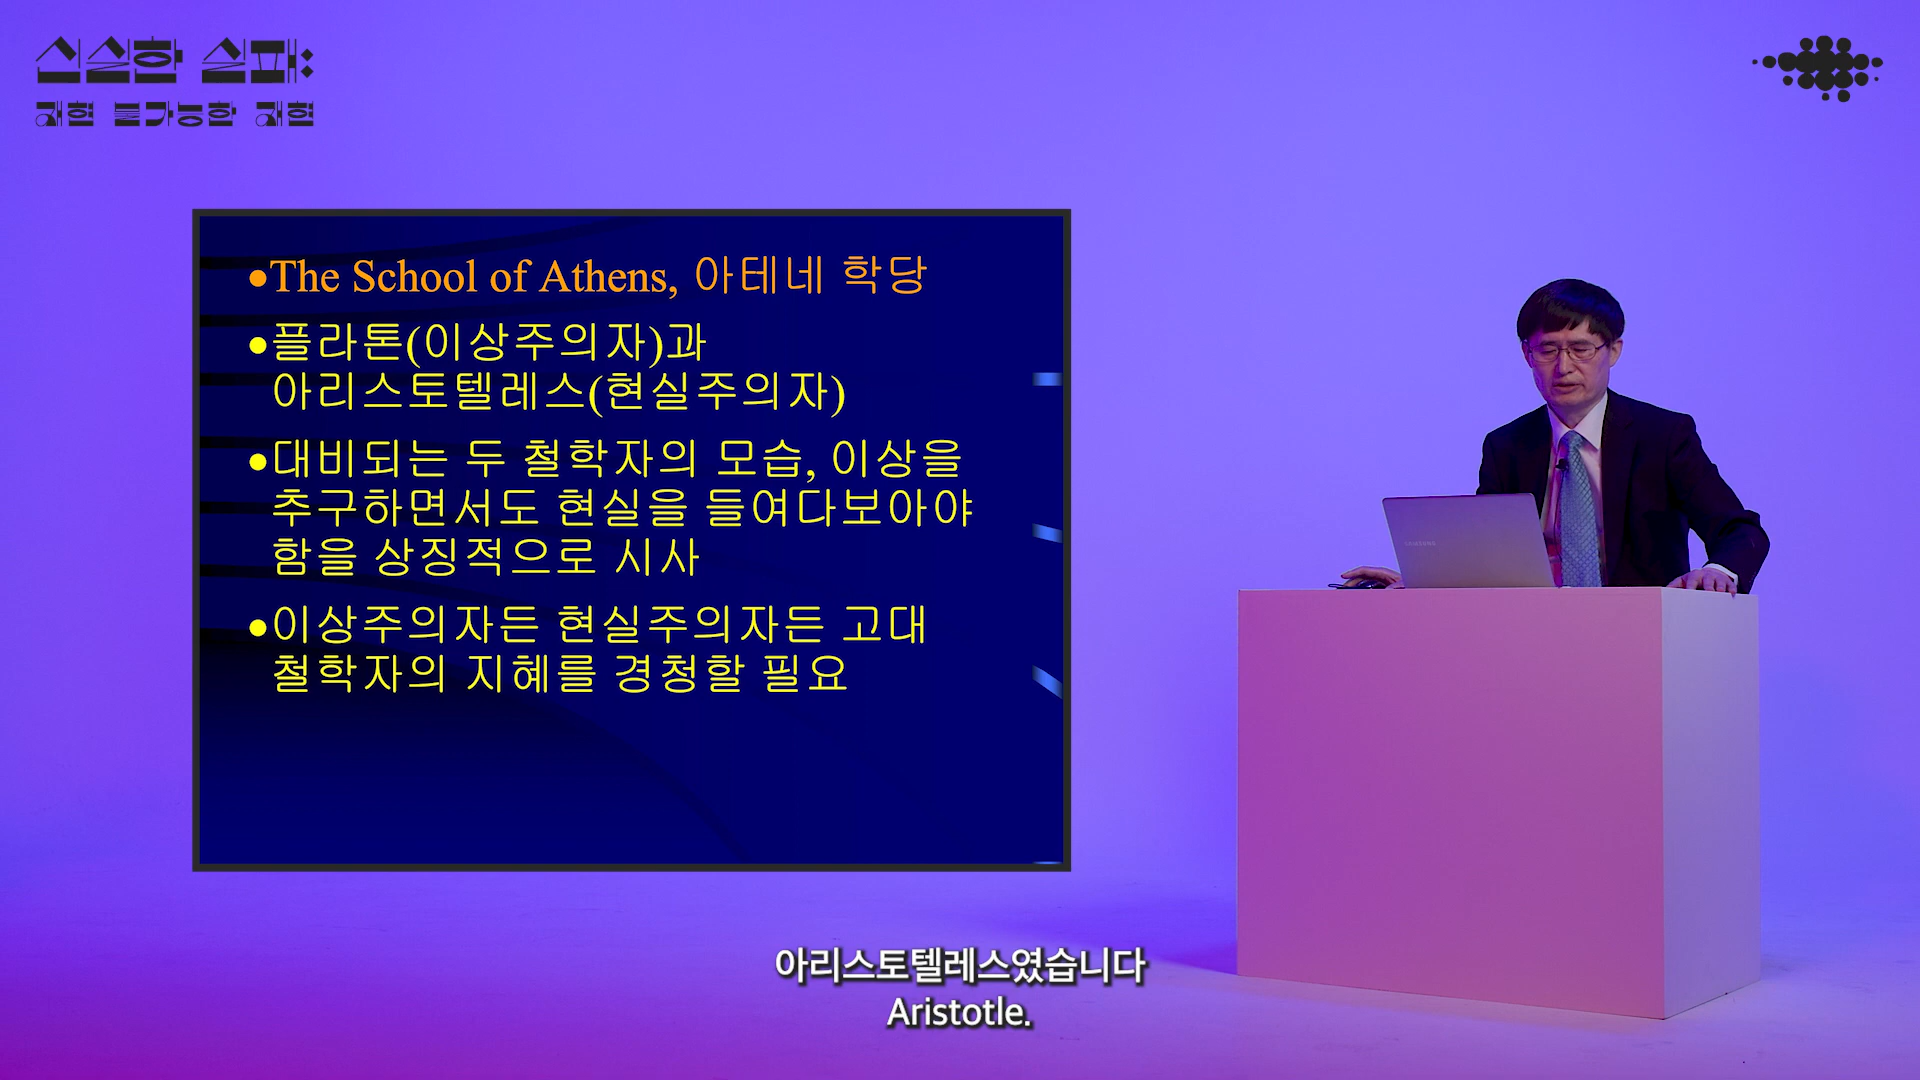 신실한 실패:
재현 불가능한 재현
●The School of Athens, 아테네 학당
●플라톤(이상주의자)과
아리스토텔레스(현실주의자)
●대비되는 두 철학자의 모습, 이상을
추구하면서도 현실을 들여다보아야
함을 상징적으로 시사
●이상주의자든 현실주의자든 고대
철학자의 지혜를 경청할 필요
SAMSUNG
아리스토텔레스였습니다
Aristotle.